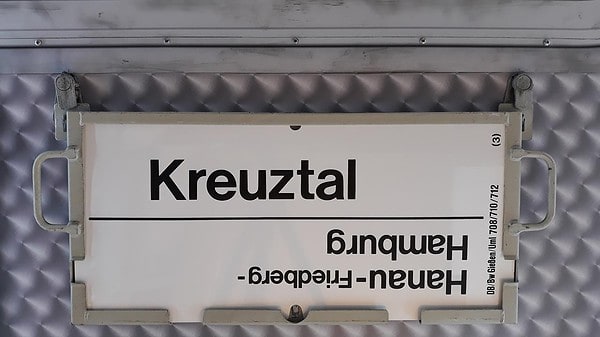 Kreuztal
Hanau-Friedberg-
Hamburg
DB/Bw Gießen/Uml 708/710/712 (3)